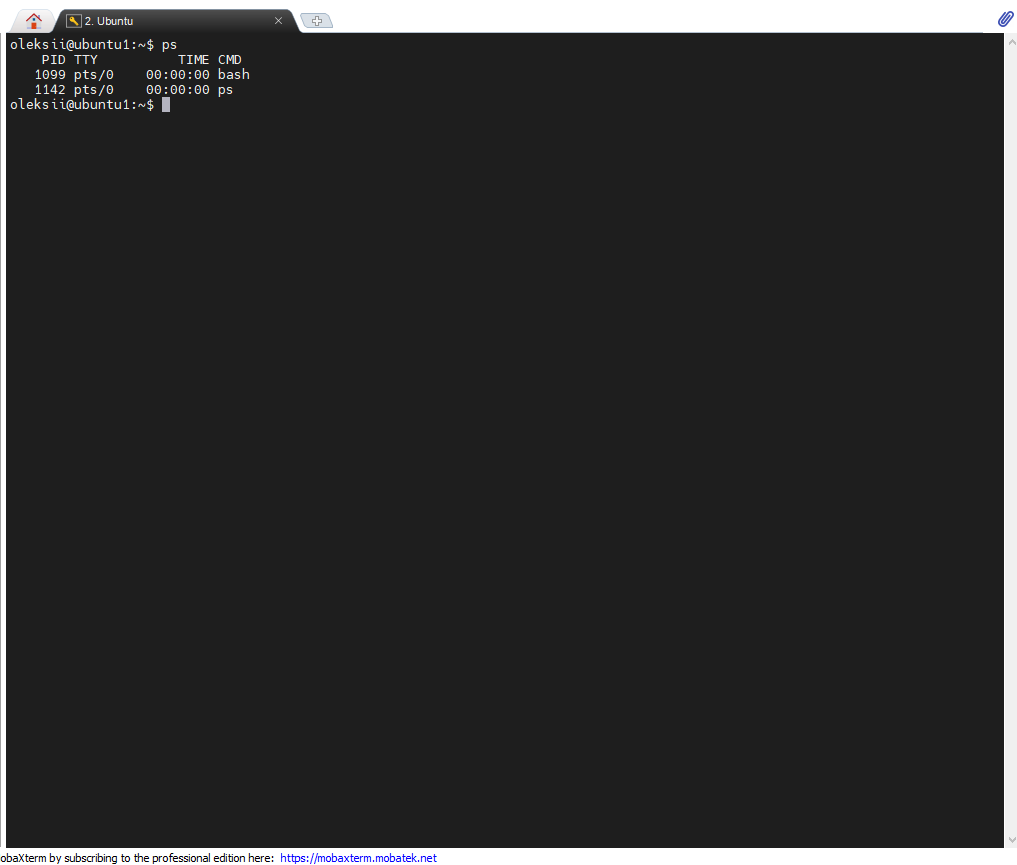 2. Ubuntu
oleksii@ubuntu1:~$ ps
    PID TTY          TIME CMD
   1099 pts/0    00:00:00 bash
   1142 pts/0    00:00:00 ps
oleksii@ubuntu1:~$
obaXterm by subscribing to the professional edition here: https://mobaxterm.mobatek.net